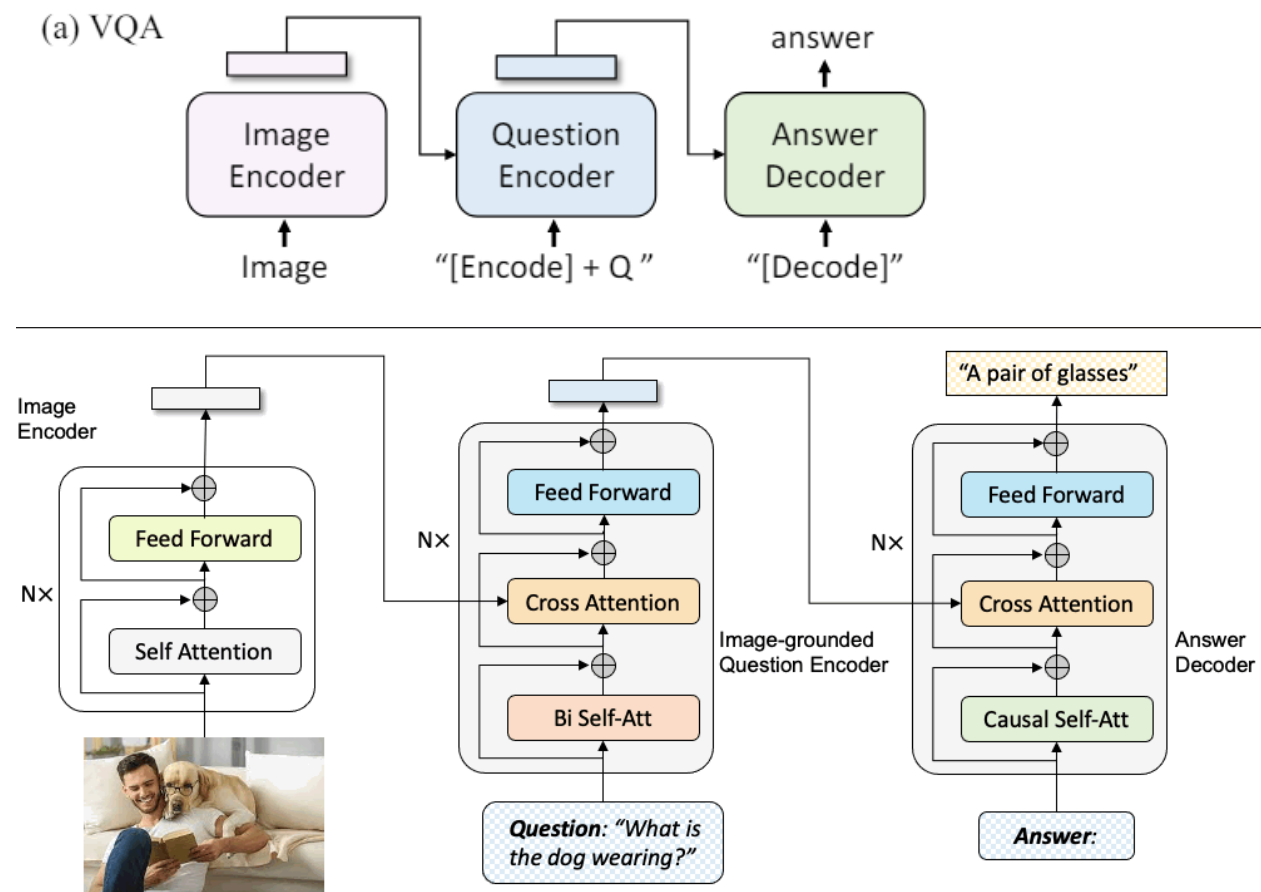 (a) VQA
answer
Image
Encoder
Question
Encoder
Answer
Decoder
Image
“[Encode] + Q ”
“[Decode]”
Image
Encoder
N×
Feed Forward
Self Attention
N×
Feed Forward
Cross Attention
Bi Self-Att
Image-grounded
Question Encoder
Question: “What is
the dog wearing?”
“A pair of glasses”
N×
Feed Forward
Cross Attention
Causal Self-Att
Answer
Decoder
Answer: